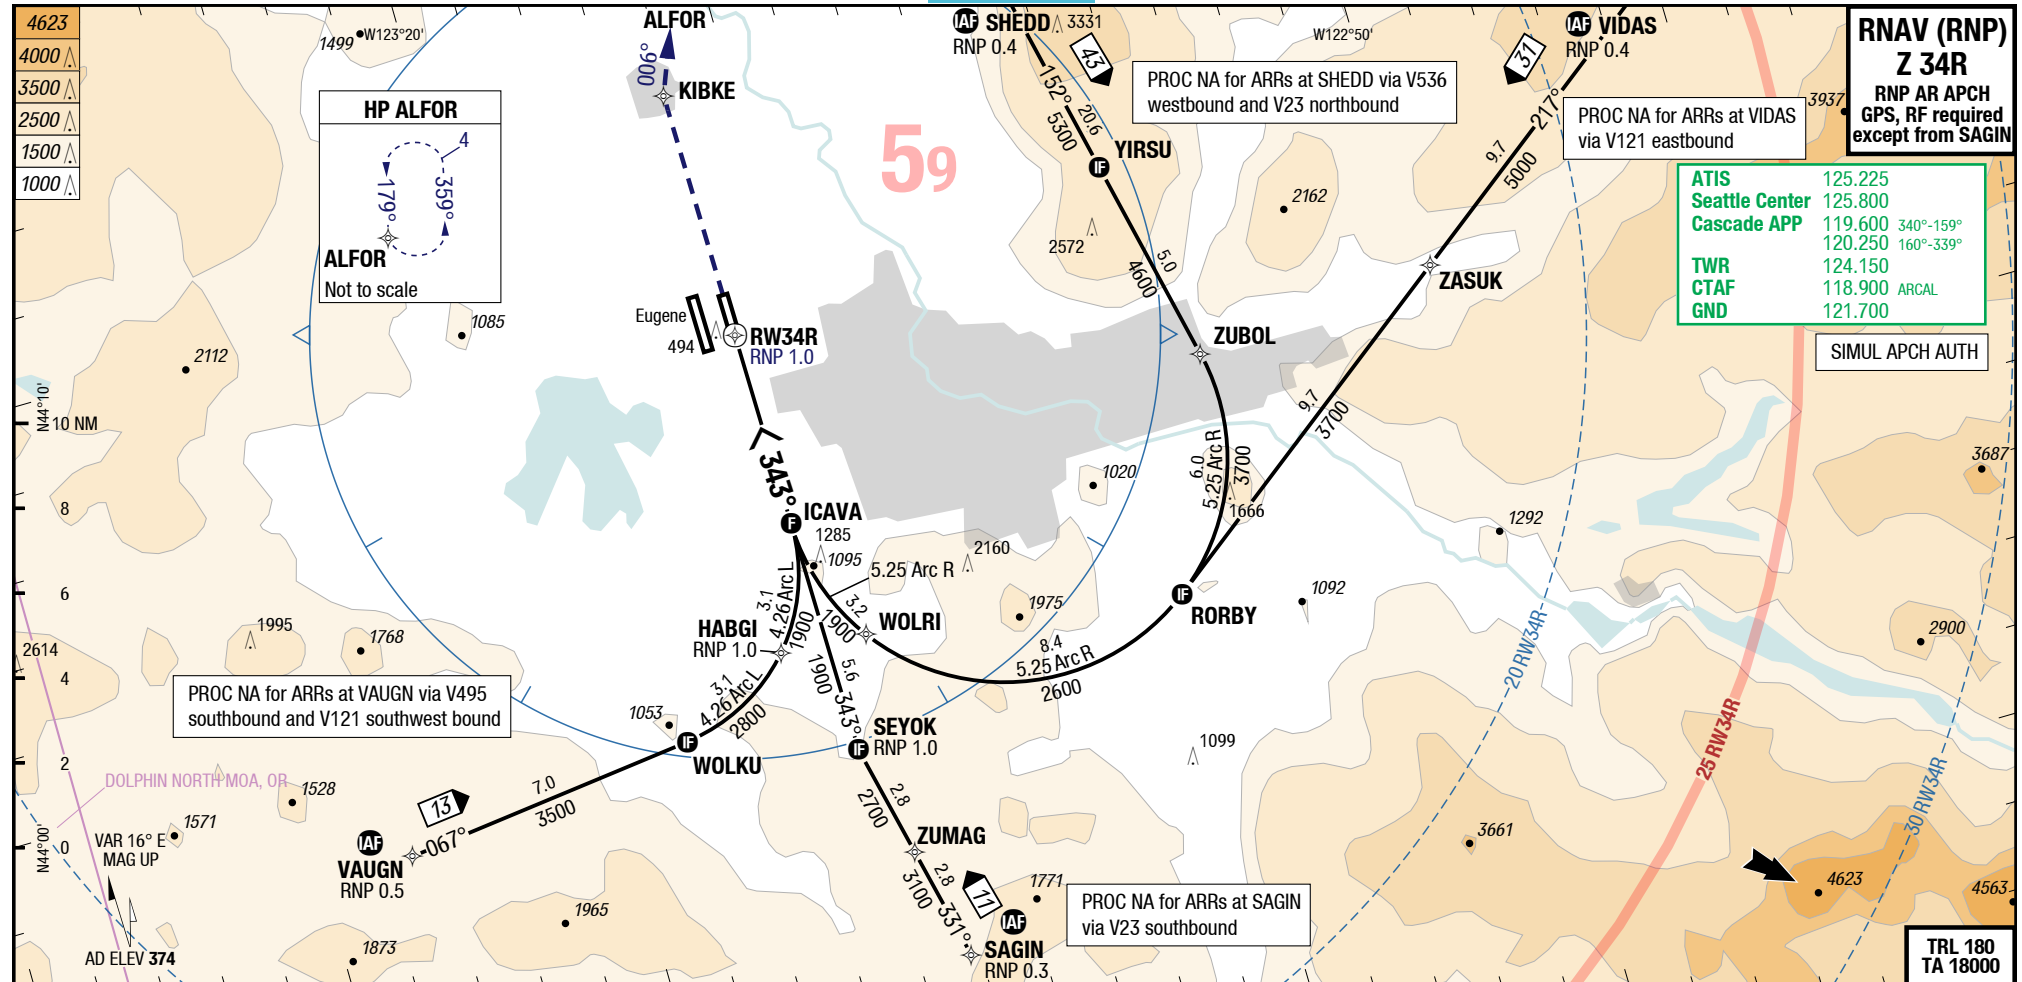 4623
4000
3500
2500
1500
1000
1499
W123°20'
ALFOR
006°
KIBKE
HP ALFOR
4
179°
359°
ALFOR
Not to scale
IAF SHEDD
RNP 0.4
3331
43
152°
20.6
5300
YIRSU
IF
W122°50'
PROC NA for ARRs at SHEDD via V536
westbound and V23 northbound
31
IAF VIDAS
RNP 0.4
217°
9.7
5000
PROC NA for ARRs at VIDAS
via V121 eastbound
3937
RNAV (RNP)
Z 34R
RNP AR APCH
GPS, RF required
except from SAGIN
ATIS 125.225
Seattle Center 125.800
Cascade APP 119.600 340°-159°
120.250 160°-339°
TWR 124.150
CTAF 118.900 ARCAL
GND 121.700
SIMUL APCH AUTH
59
2162
2572
5.0
4600
ZASUK
ZUBOL
1085
Eugene
494
RW34R
RNP 1.0
2112
N44°10'
10 NM
8
6
4
2
0
N44°00'
9.7
3700
6.0
5.25 Arc R
3700
1666
1020
3687
343°
F
ICAVA
1285
1095
5.25 Arc R
2160
1292
3.1
4.26 Arc L
1900
3.2
1900
WOLRI
1975
IF
RORBY
1092
HABGI
RNP 1.0
8.4
5.25 Arc R
2600
2900
1995
1768
2614
PROC NA for ARRs at VAUGN via V495
southbound and V121 southwest bound
1053
3.1
4.26 Arc L
2800
IF
WOLKU
5.6
1900
343°
SEYOK
IF
RNP 1.0
1099
20 RW34R
25 RW34R
30 RW34R
DOLPHIN NORTH MOA, OR
1528
1571
VAR 16° E
MAG UP
AD ELEV 374
13
067°
7.0
3500
IAF
VAUGN
RNP 0.5
2.8
2700
ZUMAG
2.8
3100
331°
11
1771
IAF
SAGIN
RNP 0.3
PROC NA for ARRs at SAGIN
via V23 southbound
1965
1873
3661
4623
4563
TRL 180
TA 18000